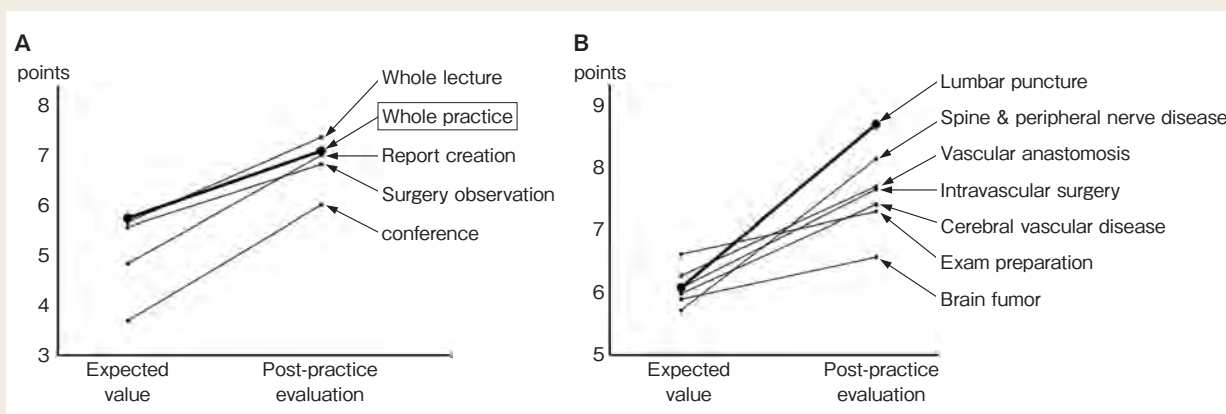 A
points
8
7
6
5
4
3
Whole lecture
Whole practice
Report creation
Surgery observation
conference
Expected
value
Post-practice
evaluation
B
points
9
8
7
6
5
Lumbar puncture
Spine & peripheral nerve disease
Vascular anastomosis
Intravascular surgery
Cerebral vascular disease
Exam preparation
Brain fumor
Expected
value
Post-practice
evaluation